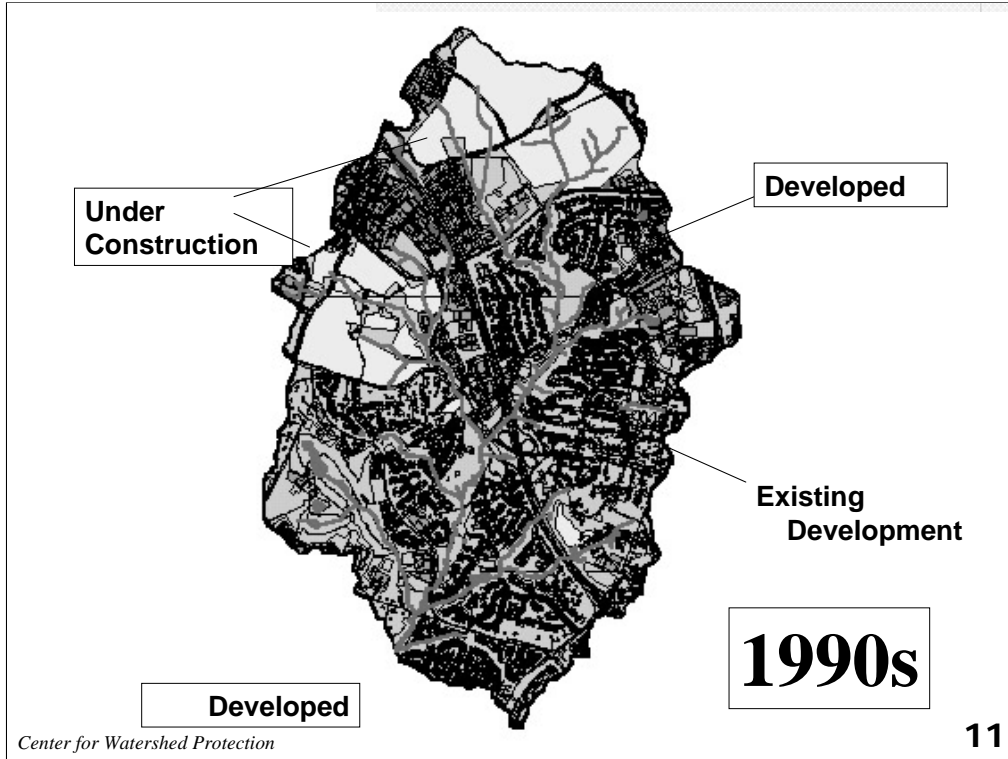 Under
Construction
Developed
Existing
Development
1990s
Developed
Center for Watershed Protection
11